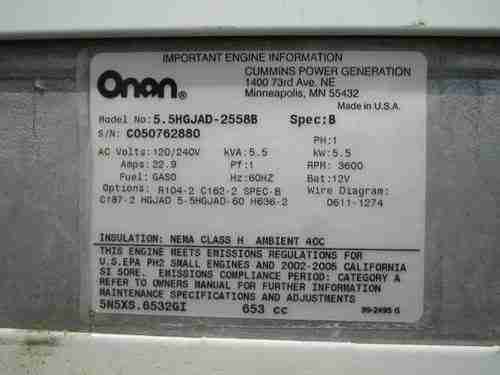 IMPORTANT ENGINE INFORMATION
Onan®
CUMMINS POWER GENERATION
1400 73rd Ave. NE
Minneapolis, MN 55432
Made in U.S.A.
Model No: 5.5HGJAD-2558B Spec: B
S/N: C050762880
PH: 1
AC Volts: 120/240V KVA: 5.5 kW: 5.5
Amps: 22.9 Pf: 1 RPM: 3600
Fuel: GASO Hz: 60HZ Bat: 12V
Options: R104-2 C162-2 SPEC-B Wire Diagram:
C187-2 HGJAD 5-5HGJAD-60 H636-2 0611-1274
INSULATION: NEMA CLASS H AMBIENT 40C
THIS ENGINE MEETS EMISSIONS REGULATIONS FOR
U.S.EPA PH2 SMALL ENGINES AND 2002-2005 CALIFORNIA
SI SORE. EMISSIONS COMPLIANCE PERIOD: CATEGORY A
REFER TO OWNERS MANUAL FOR FURTHER INFORMATION
MAINTENANCE SPECIFICATIONS AND ADJUSTMENTS
5N5XS.6532GI 653 cc 99-2495 G